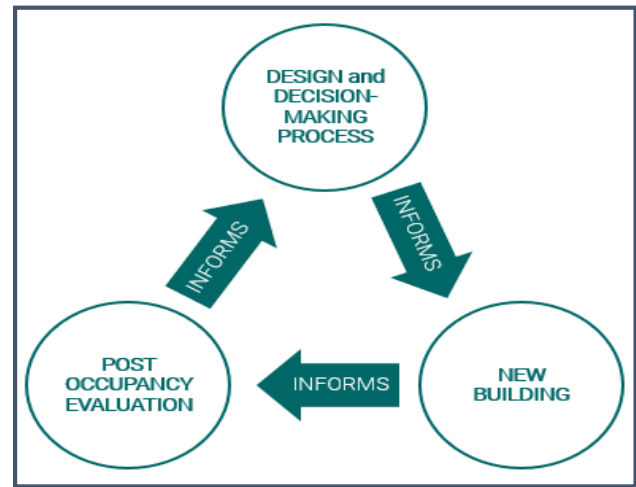 DESIGN and
DECISION-
MAKING
PROCESS
INFORMS
NEW
BUILDING
INFORMS
POST
OCCUPANCY
EVALUATION
INFORMS